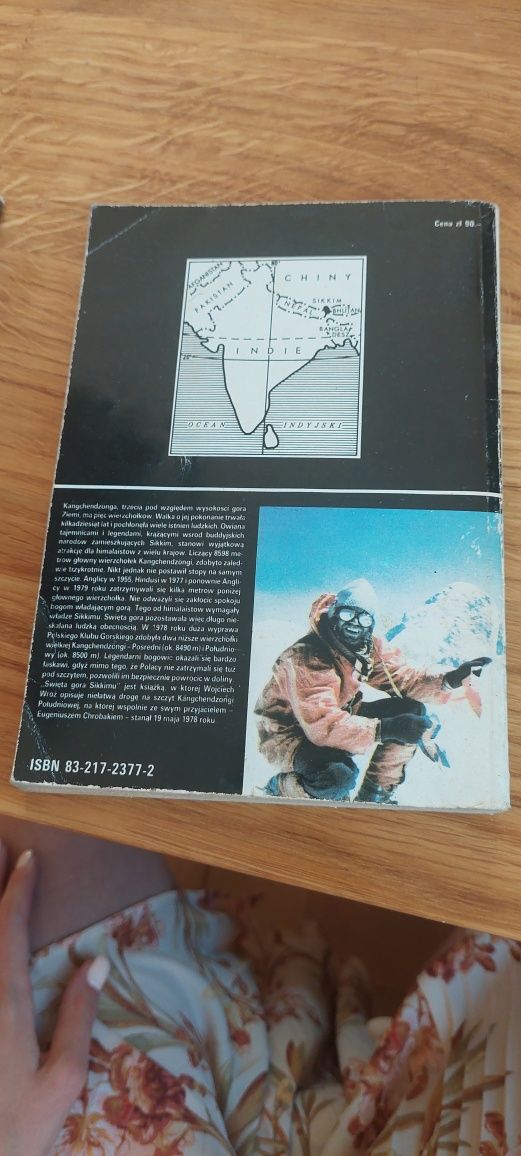 Cena zł 90,-
80°
AFGANISTAN
CHINY
PAKISTAN
NEPAL
SIKKIM
BHUTAN
BANGLA
DESZ
INDIE
OCEAN INDYJSKI
Kangchendzonga, trzecia pod względem wysokości góra
Ziemi, ma pięć wierzchołków. Walka o jej pokonanie trwała
kilkadziesiąt lat i pochłonęła wiele istnień ludzkich. Owiana
tajemnicami i legendami, krążącymi wśród buddyjskich
narodów zamieszkujących Sikkim, stanowi wyjątkową
atrakcję dla himalaistów z wielu krajów. Liczący 8598 me-
trów główny wierzchołek Kangchendzongi, zdobyto zaled-
wie trzykrotnie. Nikt jednak nie postawił stopy na samym
szczycie. Anglicy w 1955, Hindusi w 1977 i ponownie Angli-
cy w 1979 roku zatrzymywali się kilka metrów poniżej
głównego wierzchołka. Nie odważyli się zakłócić spokoju
bogom władającym górą. Tego od himalaistów wymagały
władze Sikkimu. Święta góra pozostawała więc długo nie-
skalana ludzką obecnością. W 1978 roku duża wyprawa
Polskiego Klubu Górskiego zdobyła dwa niższe wierzchołki
wielkiej Kangchendzongi – Pośredni (ok. 8490 m) i Południo-
wy (ok. 8500 m). Legendarni bogowie okazali się bardzo
łaskawi, gdyż mimo tego, że Polacy nie zatrzymali się tuż
pod szczytem, pozwolili im bezpiecznie powrócić w doliny.
„Święta góra Sikkimu" jest książką, w której Wojciech
Wróż opisuje niełatwą drogę na szczyt Kangchendzongi
Południowej, na której wspólnie ze swym przyjacielem –
Eugeniuszem Chrobakiem – stanął 19 maja 1978 roku.
ISBN 83-217-2377-2